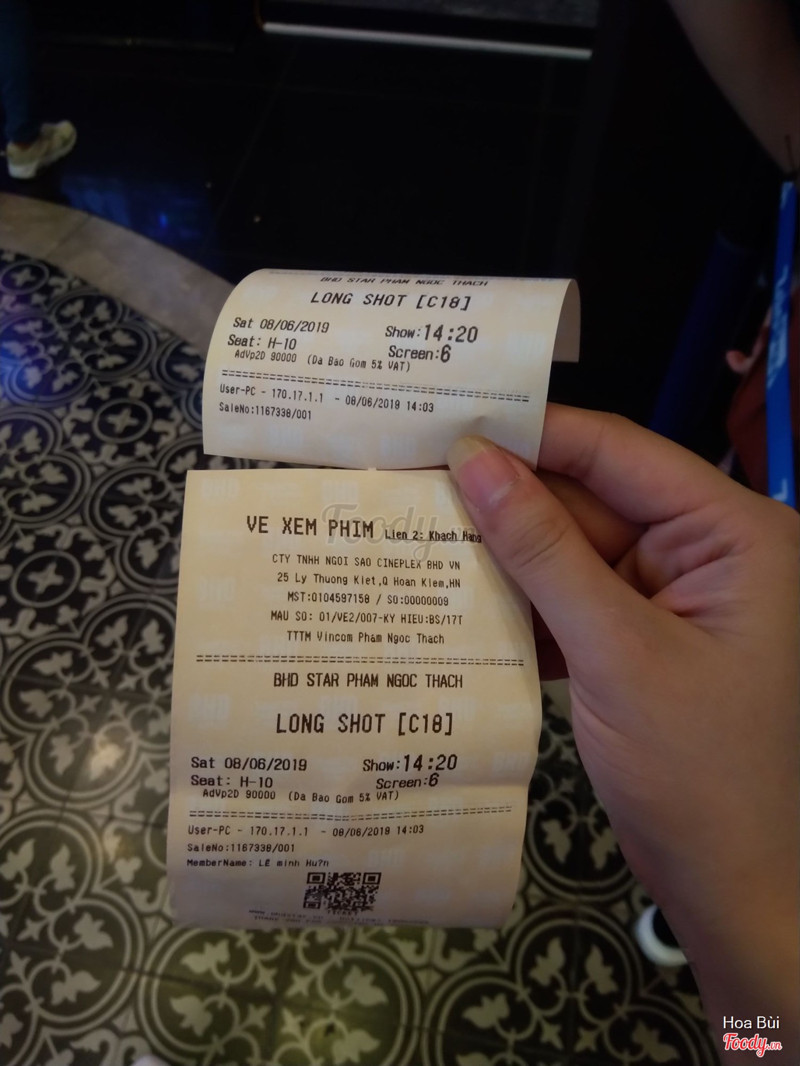 BHD STAR PHAM NGOC THACH
LONG SHOT [C18]
Sat 08/06/2019 Show:14:20
Seat: H-10 Screen:6
AdVp2D 90000 (Da Bao Gom 5% VAT)
User-PC - 170.17.1.1 - 08/06/2019 14:03
SaleNo:1167338/001
VE XEM PHIM Lien 2: Khach Hang
CTY TNHH NGOI SAO CINEPLEX BHD VN
25 Ly Thuong Kiet,Q Hoan Kiem,HN
MST:0104597158 / SO:00000009
MAU SO: 01/VE2/007-KY HIEU:BS/17T
TTTM Vincom Pham Ngoc Thach
BHD STAR PHAM NGOC THACH
LONG SHOT [C18]
Sat 08/06/2019 Show:14:20
Seat: H-10 Screen:6
AdVp2D 90000 (Da Bao Gom 5% VAT)
User-PC - 170.17.1.1 - 08/06/2019 14:03
SaleNo:1167338/001
MemberName: LÊ minh Hu?n
Foody.vn
Hoa Bùi
Foody.vn